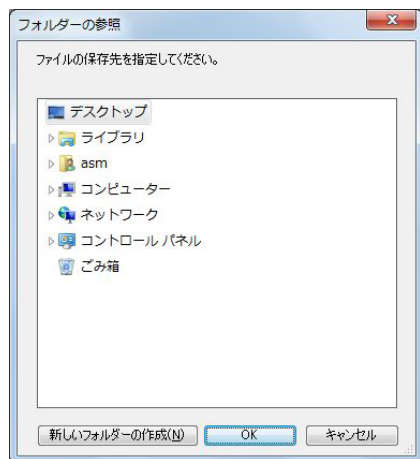 フォルダーの参照
ファイルの保存先を指定してください。
デスクトップ
ライブラリ
asm
コンピューター
ネットワーク
コントロール パネル
ごみ箱
新しいフォルダーの作成(N)
OK
キャンセル